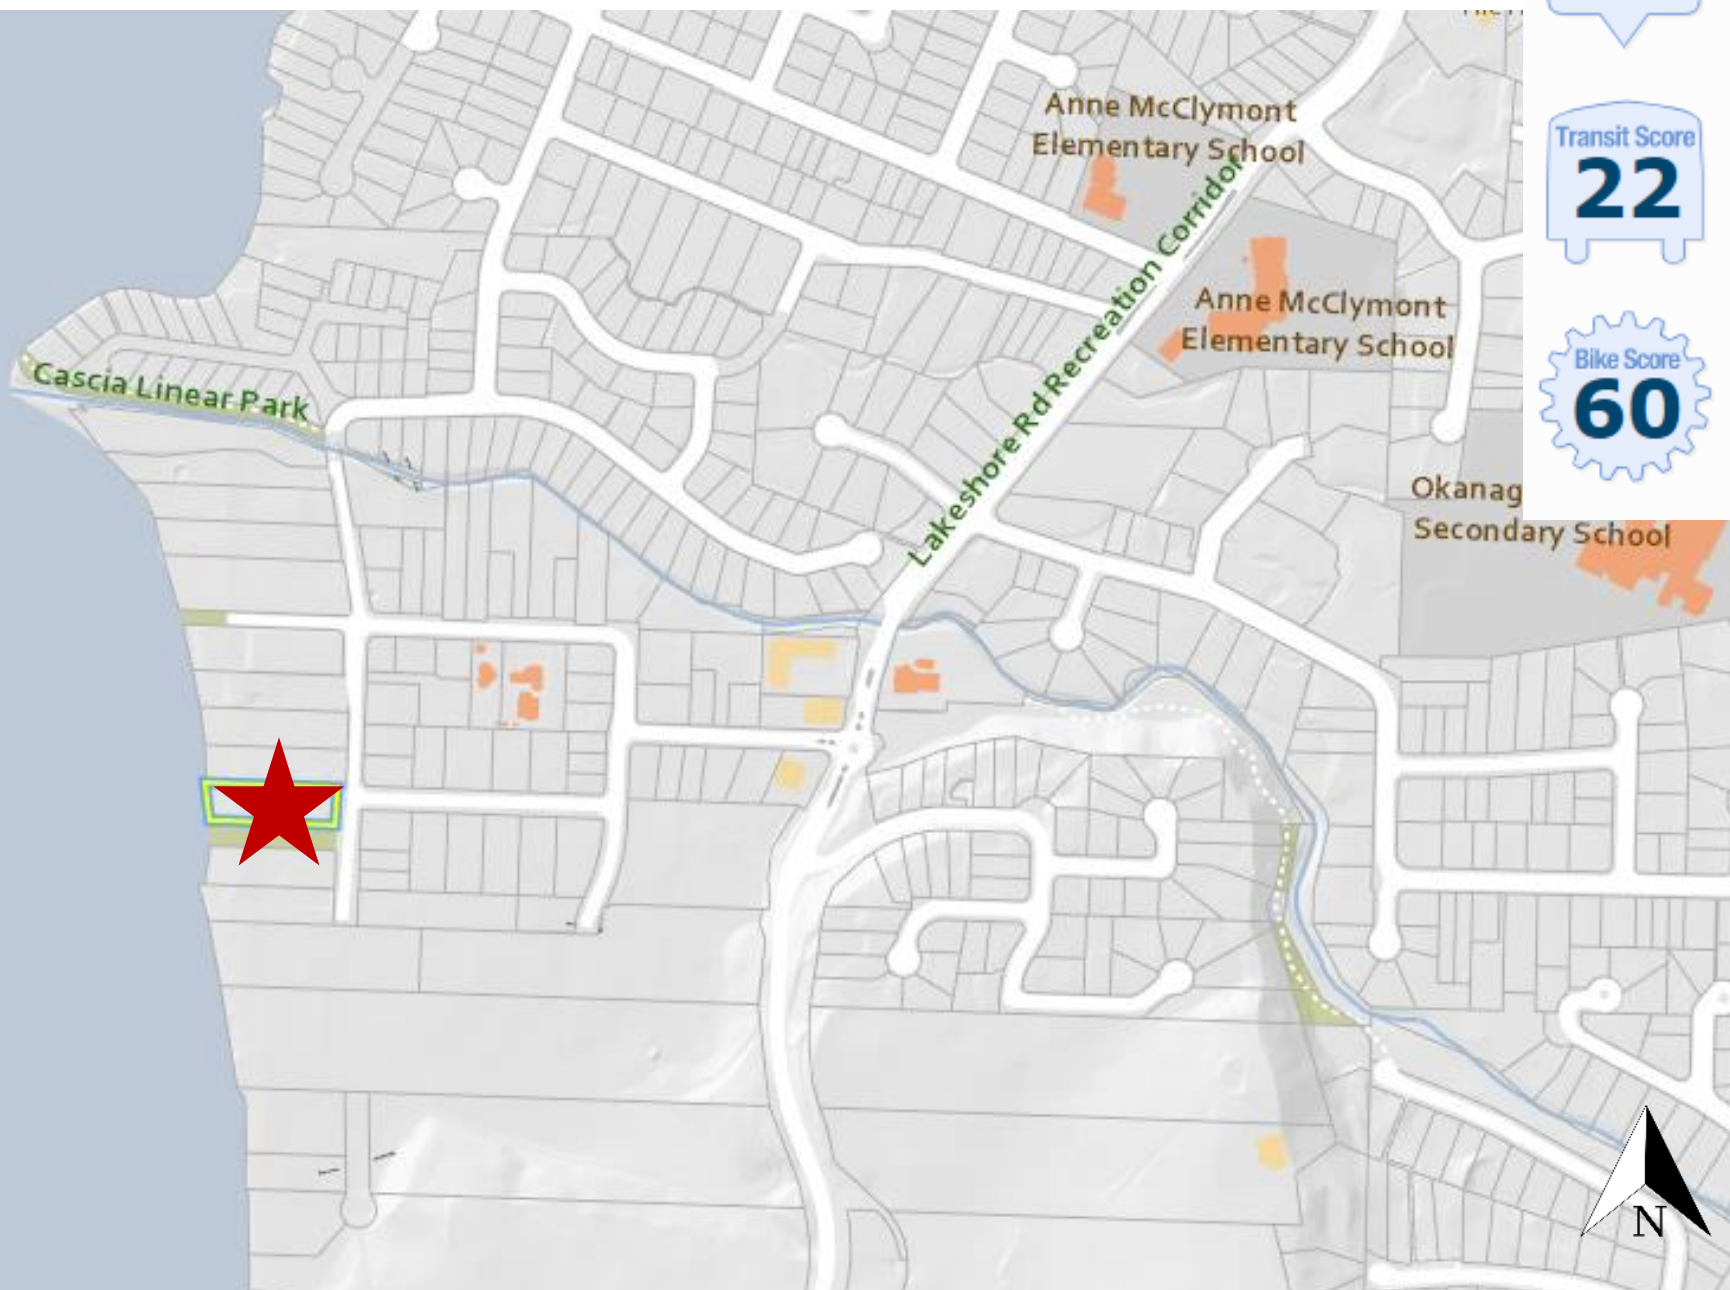 Anne McClymont
Elementary School
Transit Score
22
Lakeshore Rd Recreation Corridor
Anne McClymont
Elementary School
Bike Score
60
Cascia Linear Park
Okanag
Secondary School
N